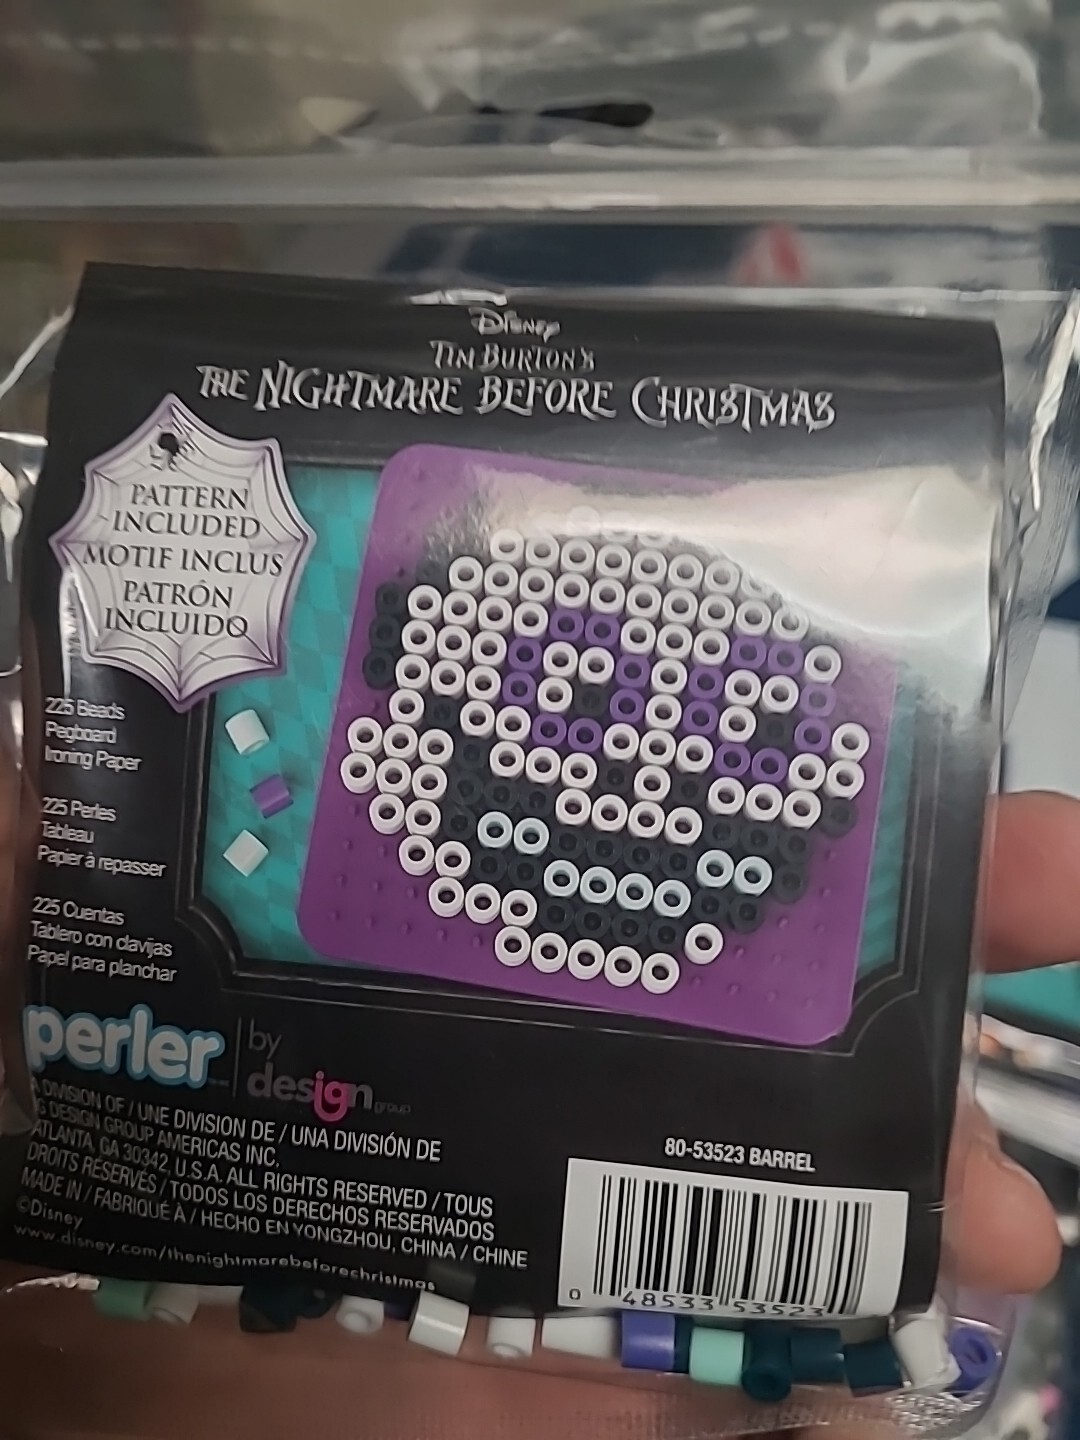 Disney
TIM BURTON'S
THE NIGHTMARE BEFORE CHRISTMAS
PATTERN
INCLUDED
MOTIF INCLUS
PATRÓN
INCLUIDO
225 Beads
Pegboard
Ironing Paper
225 Perles
Tableau
Papier à repasser
225 Cuentas
Tablero con clavijas
Papel para planchar
perler by
design group
A DIVISION OF / UNE DIVISION DE / UNA DIVISIÓN DE
DESIGN GROUP AMERICAS INC.
ATLANTA, GA 30342, U.S.A. ALL RIGHTS RESERVED / TOUS
DROITS RÉSERVÉS / TODOS LOS DERECHOS RESERVADOS
MADE IN / FABRIQUÉ À / HECHO EN YONGZHOU, CHINA / CHINE
©Disney
www.disney.com/thenightmarebeforechristmas
80-53523 BARREL
0 48533 53523